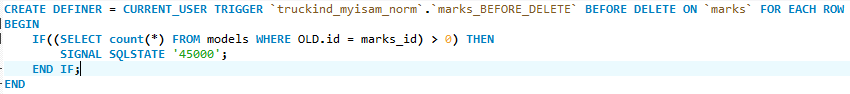 CREATE DEFINER = CURRENT_USER TRIGGER `truckind_myisam_norm`.`marks_BEFORE_DELETE` BEFORE DELETE ON `marks` FOR EACH ROW
BEGIN
    IF((SELECT count(*) FROM models WHERE OLD.id = marks_id) > 0) THEN
        SIGNAL SQLSTATE '45000';
    END IF;
END